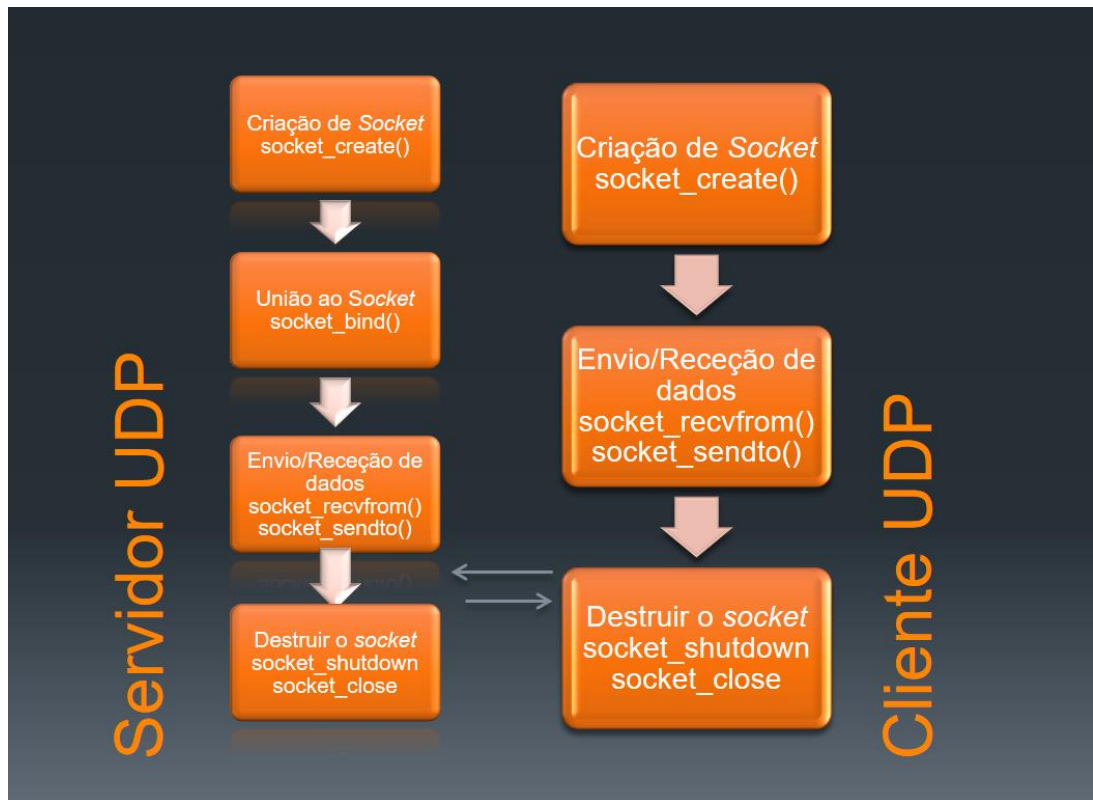 Servidor UDP
Criação de Socket
socket_create()
União ao Socket
socket_bind()
Envio/Receção de
dados
socket_recvfrom()
socket_sendto()
Destruir o socket
socket_shutdown
socket_close
Criação de Socket
socket_create()
Envio/Receção de
dados
socket_recvfrom()
socket_sendto()
Destruir o socket
socket_shutdown
socket_close
Cliente UDP